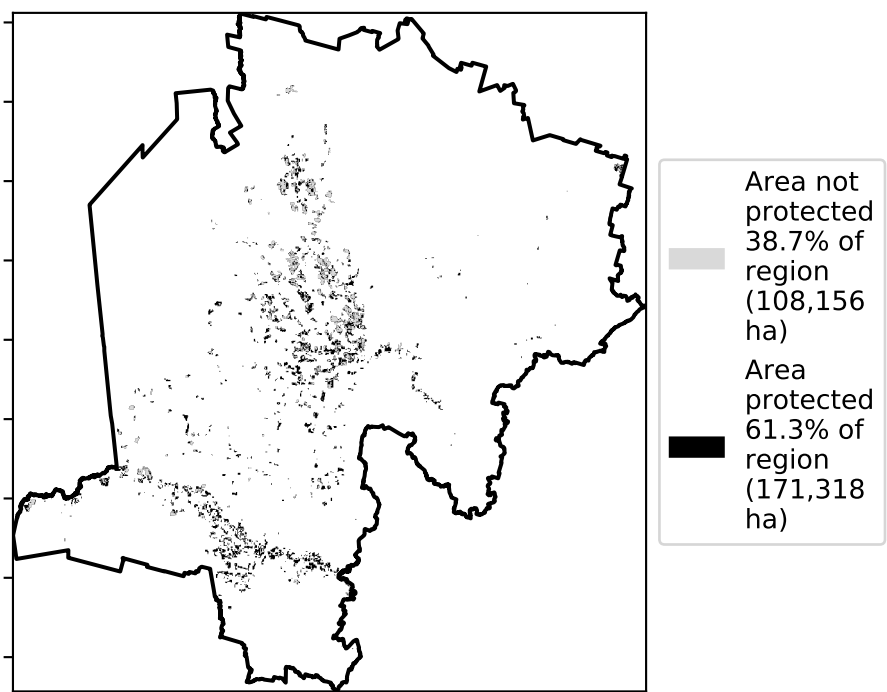 Area not
protected
38.7% of
region
(108,156
ha)
Area
protected
61.3% of
region
(171,318
ha)